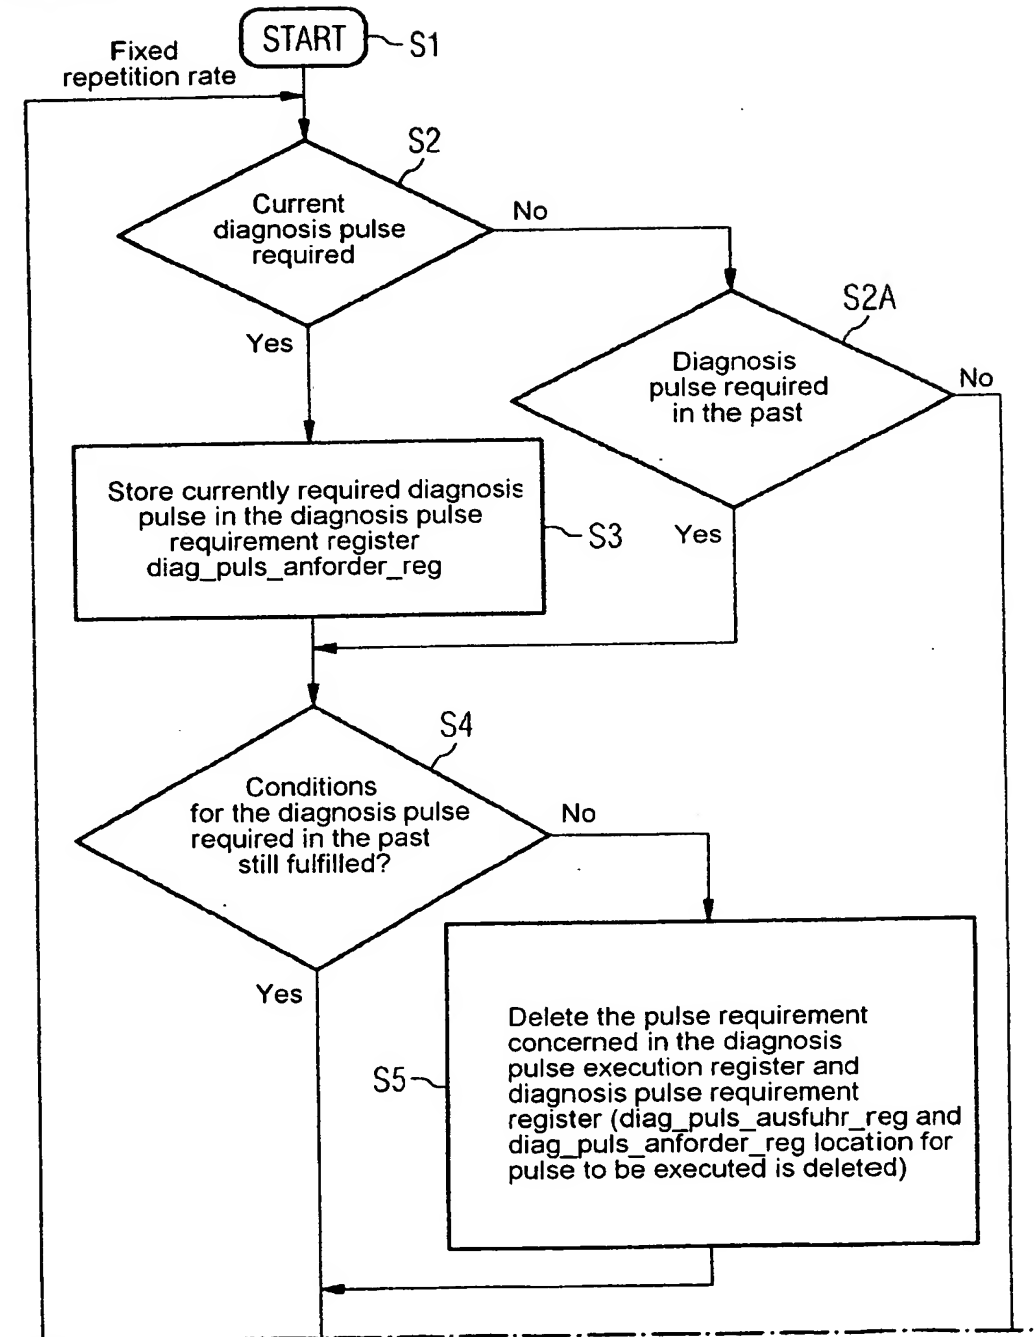 START
S1
Fixed
repetition rate
S2
Current
diagnosis pulse
required
No
Yes
S2A
Diagnosis
pulse required
in the past
No
Yes
Store currently required diagnosis
pulse in the diagnosis pulse
requirement register
diag_puls_anforder_reg
S3
S4
Conditions
for the diagnosis pulse
required in the past
still fulfilled?
No
Yes
S5
Delete the pulse requirement
concerned in the diagnosis
pulse execution register and
diagnosis pulse requirement
register (diag_puls_ausfuhr_reg and
diag_puls_anforder_reg location for
pulse to be executed is deleted)